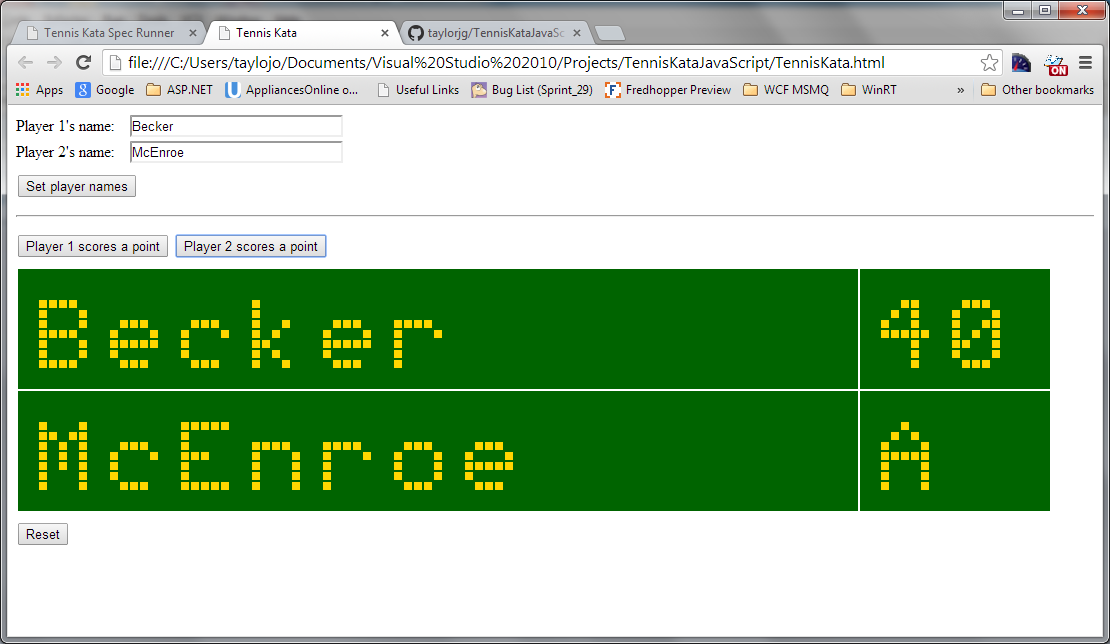 Tennis Kata Spec Runner
Tennis Kata
taylorjg/TennisKataJavaSc
file:///C:/Users/taylojo/Documents/Visual%20Studio%202010/Projects/TennisKataJavaScript/TennisKata.html
ON
Apps Google ASP.NET AppliancesOnline o... Useful Links Bug List (Sprint_29) Fredhopper Preview WCF MSMQ WinRT » Other bookmarks
Player 1's name: Becker
Player 2's name: McEnroe
Set player names
Player 1 scores a point Player 2 scores a point
Becker 40
McEnroe A
Reset